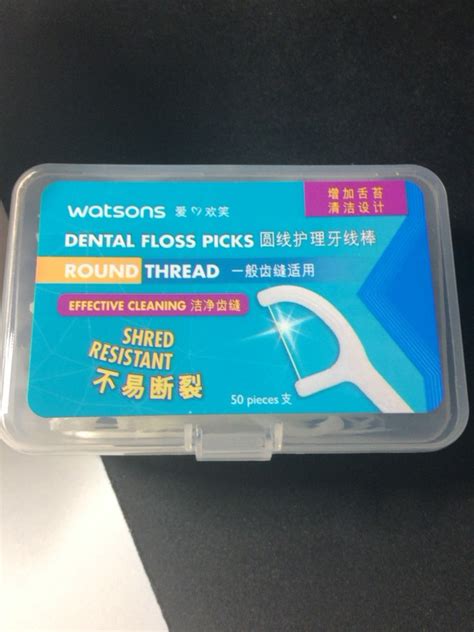 增加舌苔
清洁设计
watsons 爱♡欢笑
DENTAL FLOSS PICKS 圆线护理牙线棒
ROUND THREAD 一般齿缝适用
EFFECTIVE CLEANING 洁净齿缝
SHRED
RESISTANT
不易断裂
50 pieces 支